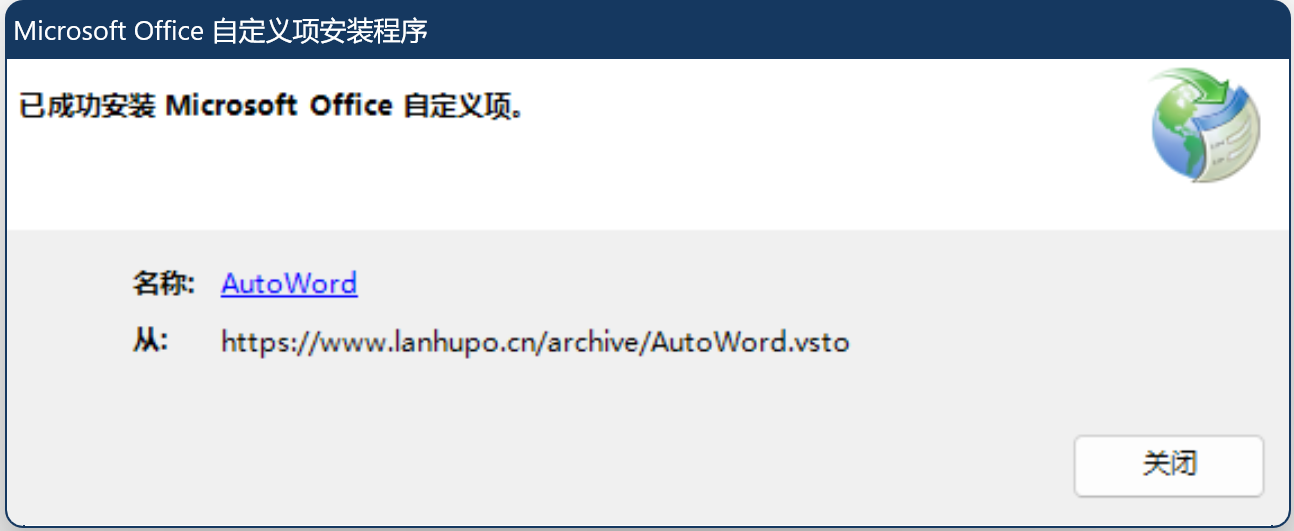 Microsoft Office 自定义项安装程序
已成功安装 Microsoft Office 自定义项。
名称: AutoWord
从: https://www.lanhupo.cn/archive/AutoWord.vsto
关闭